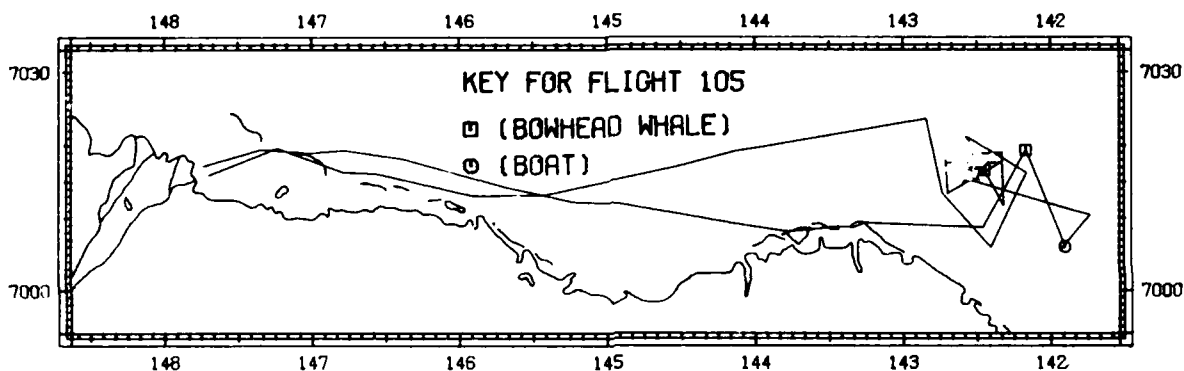 148 147 146 145 144 143 142
7030 7030
KEY FOR FLIGHT 105
(BOWHEAD WHALE)
(BOAT)
7000 7000
148 147 146 145 144 143 142